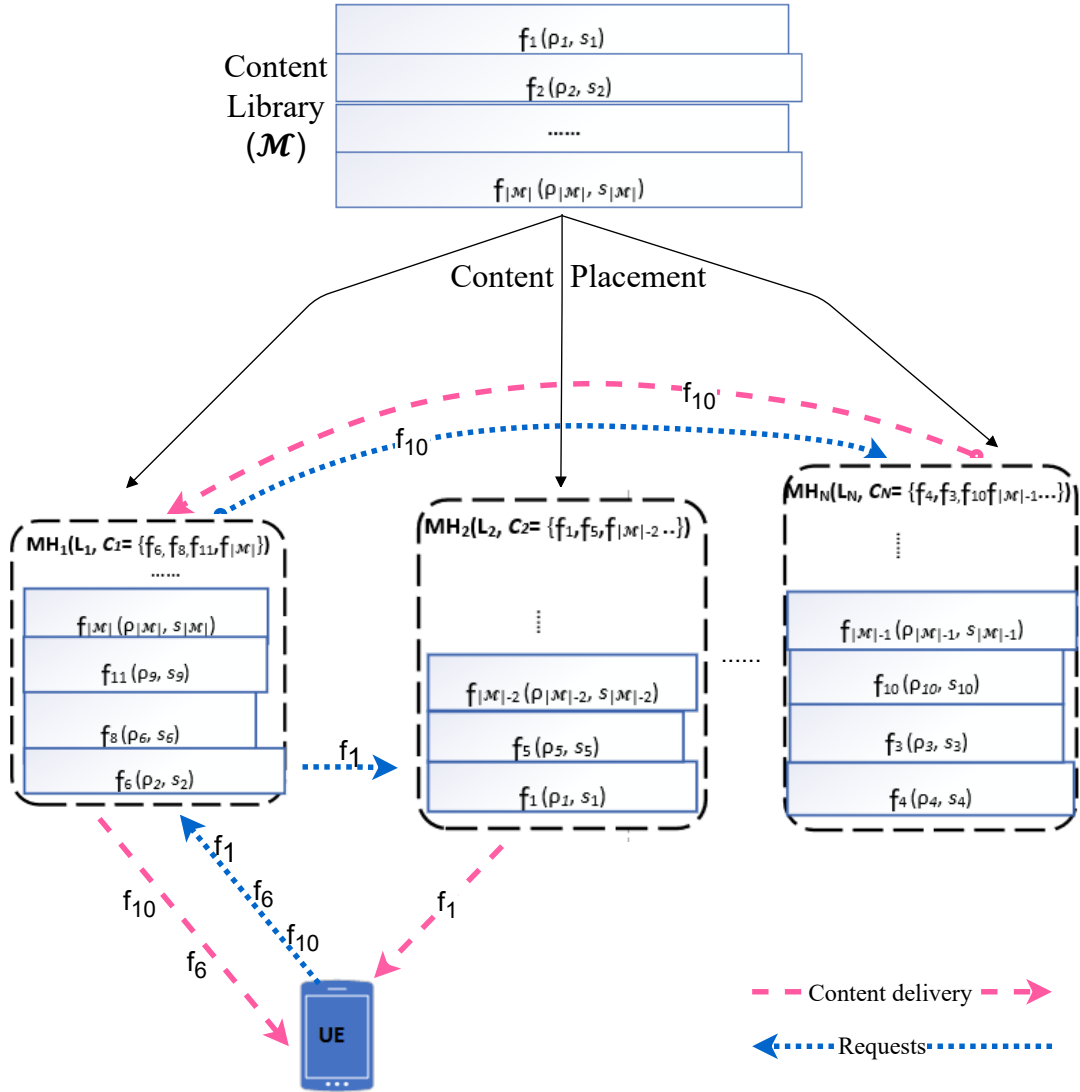 f1 (ρ1, s1)
Content
Library
(ℳ)
f2 (ρ2, s2)
......
f|ℳ| (ρ|ℳ|, s|ℳ|)
Content Placement
f10
f10
MH1(L1, C1= {f6, f8, f11, f|ℳ|})
......
f|ℳ| (ρ|ℳ|, s|ℳ|)
f11 (ρ9, s9)
f8 (ρ6, s6)
f6 (ρ2, s2)
MH2(L2, C2= {f1, f5, f|ℳ|-2 ..})
......
f|ℳ|-2 (ρ|ℳ|-2, s|ℳ|-2)
f5 (ρ5, s5)
f1 (ρ1, s1)
......
MHN(LN, CN= {f4, f3, f10f|ℳ|-1...})
......
f|ℳ|-1 (ρ|ℳ|-1, s|ℳ|-1)
f10 (ρ10, s10)
f3 (ρ3, s3)
f4 (ρ4, s4)
f1
f1
f6
f10
f10
f6
f1
UE
Content delivery
Requests